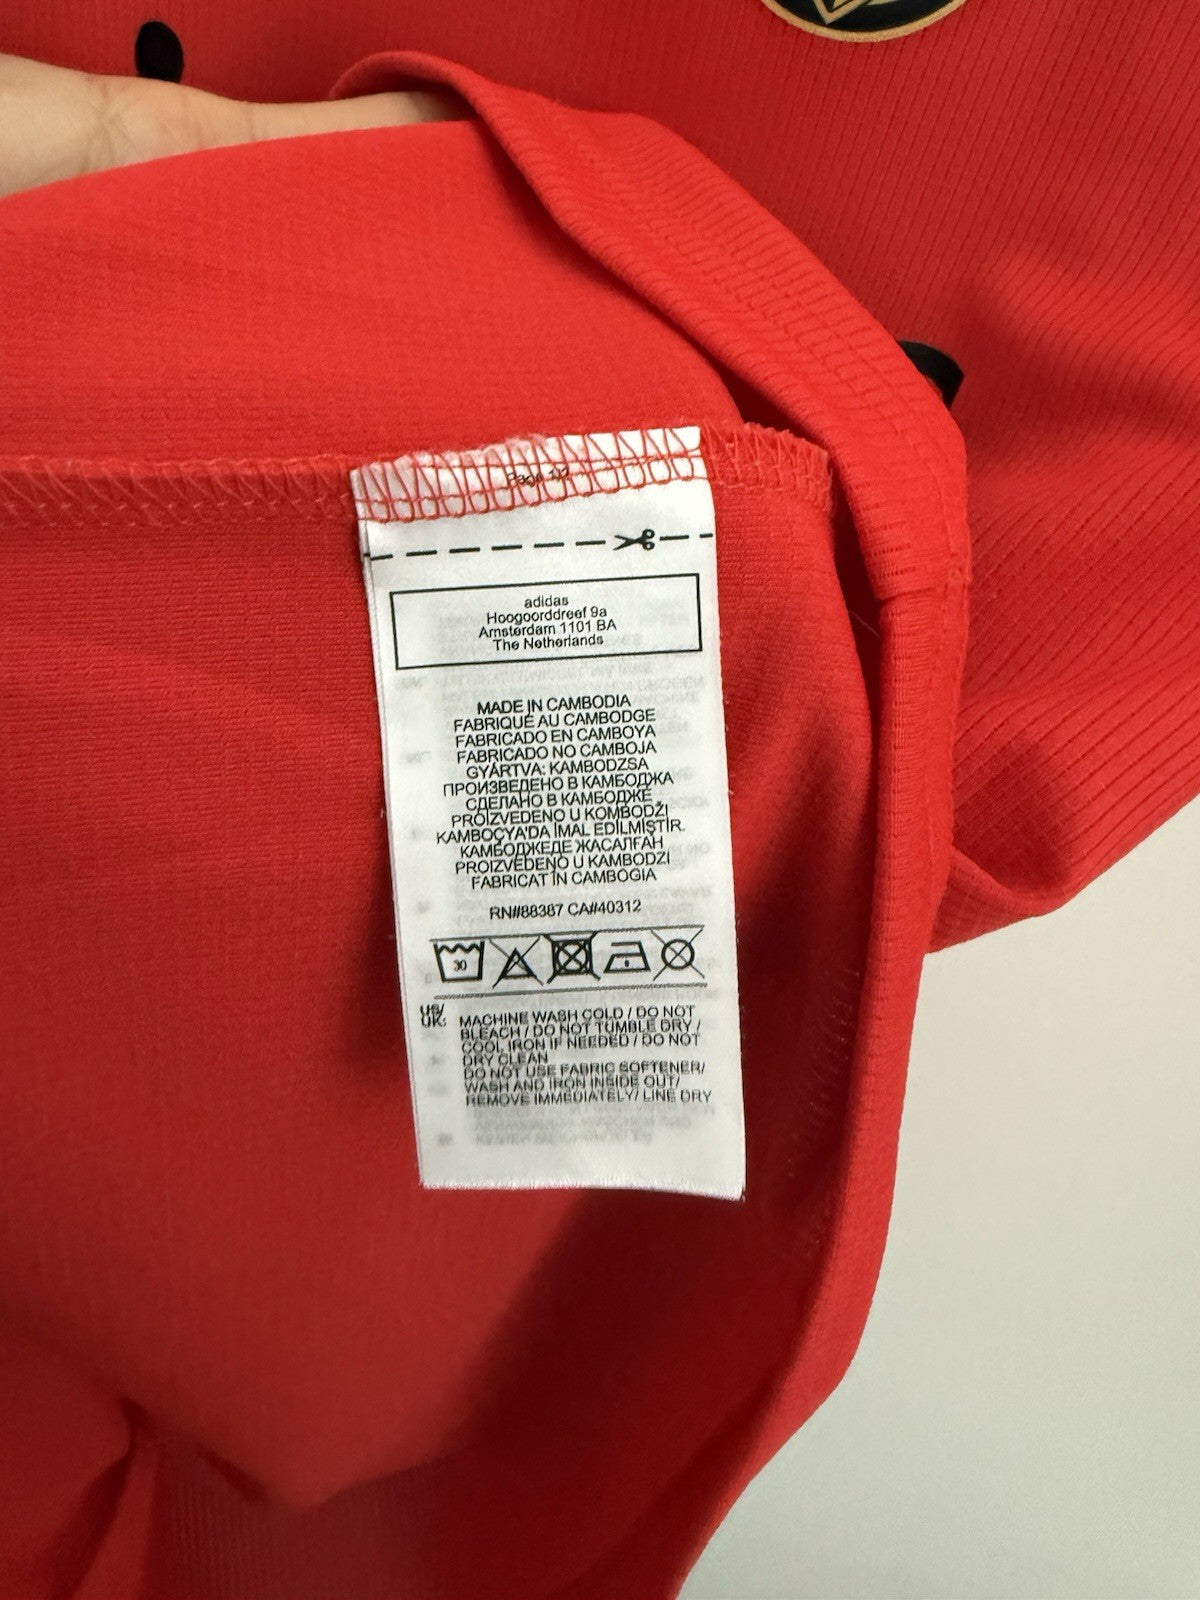 Page 1/2
adidas
Hoogoorddreef 9a
Amsterdam 1101 BA
The Netherlands
MADE IN CAMBODIA
FABRIQUÉ AU CAMBODGE
FABRICADO EN CAMBOYA
FABRICADO NO CAMBOJA
GYÁRTVA: KAMBODZSA
ПРОИЗВЕДЕНО В КАМБОДЖА
СДЕЛАНО В КАМБОДЖЕ
PROIZVEDENO U KOMBODŽI
KAMBOÇYA'DA İMAL EDİLMİŞTİR.
КАМБОДЖЕДЕ ЖАСАЛҒАН
PROIZVEDENO U KAMBODŽI
FABRICAT ÎN CAMBOGIA
RN#88387 CA#40312
30
US/
UK:
MACHINE WASH COLD / DO NOT
BLEACH / DO NOT TUMBLE DRY /
COOL IRON IF NEEDED / DO NOT
DRY CLEAN
DO NOT USE FABRIC SOFTENER/
WASH AND IRON INSIDE OUT/
REMOVE IMMEDIATELY/ LINE DRY